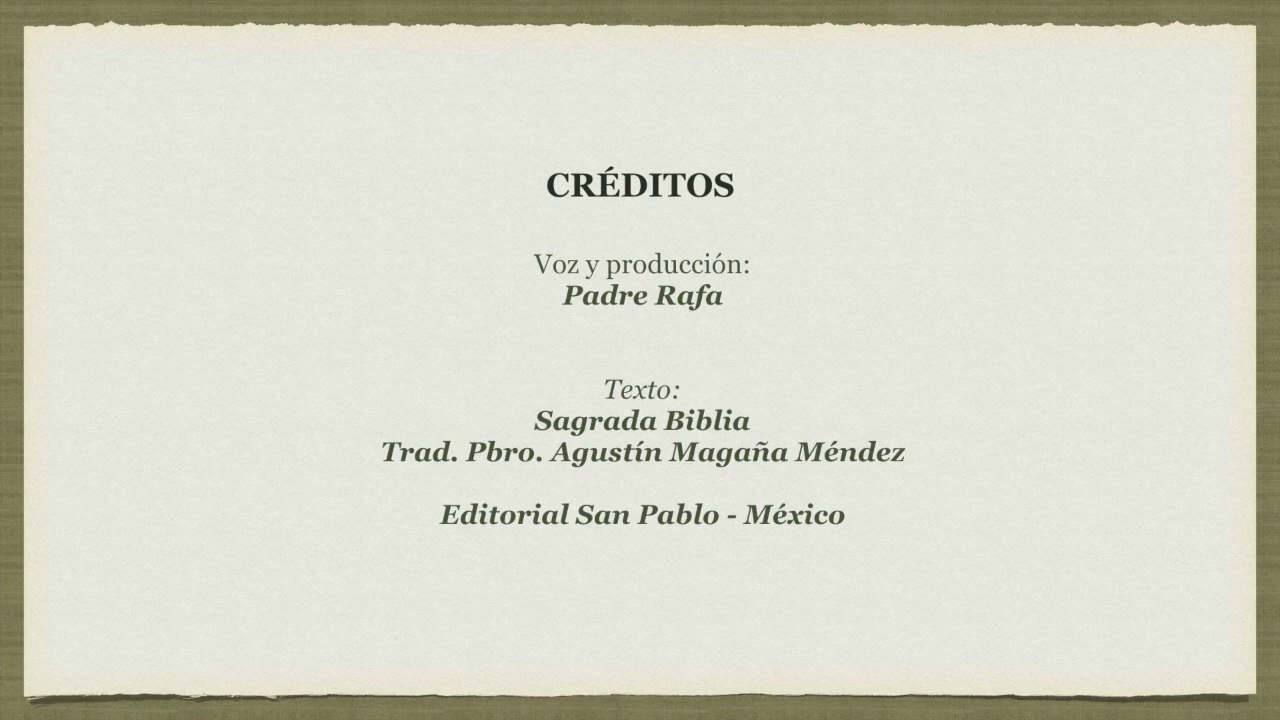 CRÉDITOS
Voz y producción:
Padre Rafa
Texto:
Sagrada Biblia
Trad. Pbro. Agustín Magaña Méndez
Editorial San Pablo - México